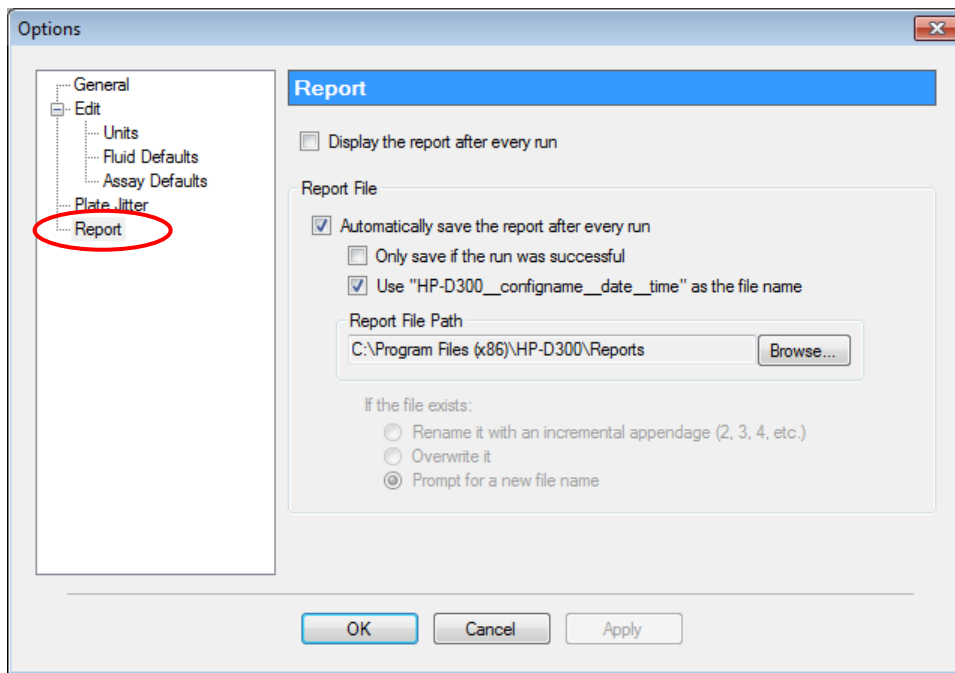 Options
General
Edit
Units
Fluid Defaults
Assay Defaults
Plate Jitter
Report
Report
Display the report after every run
Report File
Automatically save the report after every run
Only save if the run was successful
Use "HP-D300__configname__date__time" as the file name
Report File Path
C:\Program Files (x86)\HP-D300\Reports
Browse...
If the file exists:
Rename it with an incremental appendage (2, 3, 4, etc.)
Overwrite it
Prompt for a new file name
OK
Cancel
Apply